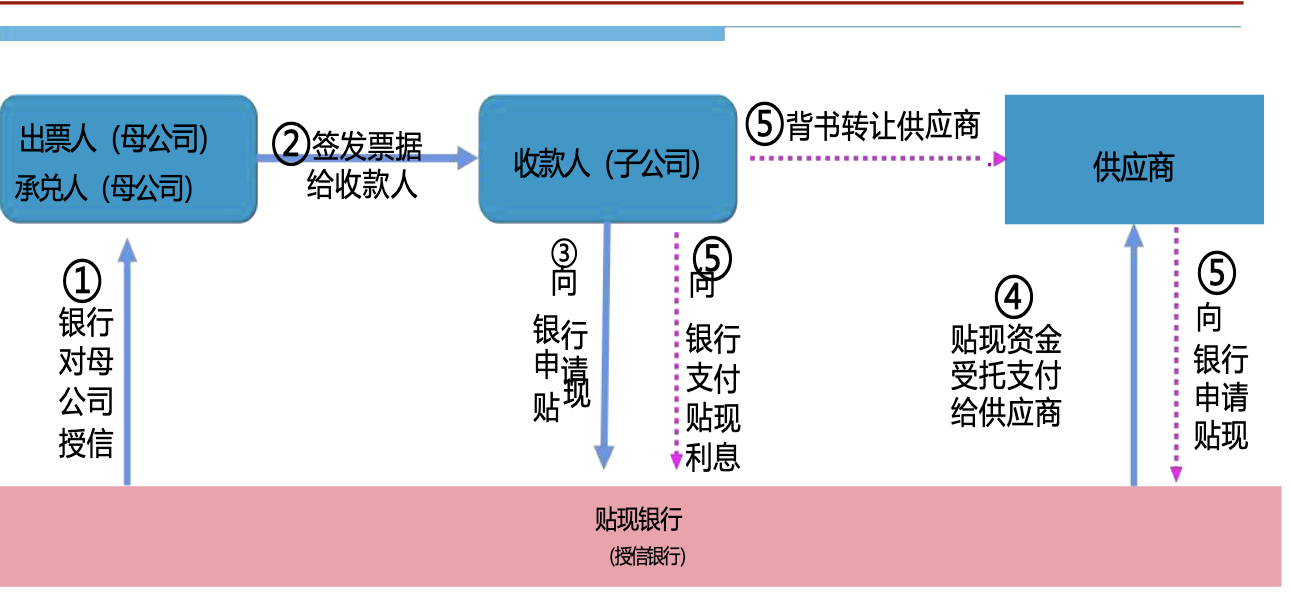 出票人（母公司）
承兑人（母公司）
②签发票据
给收款人
收款人（子公司）
⑤背书转让供应商
供应商
①
银行
对母
公司
授信
③
向
银行
申请
贴现
⑤
向
银行
支付
贴现
利息
④
贴现资金
受托支付
给供应商
⑤
向
银行
申请
贴现
贴现银行
（授信银行）